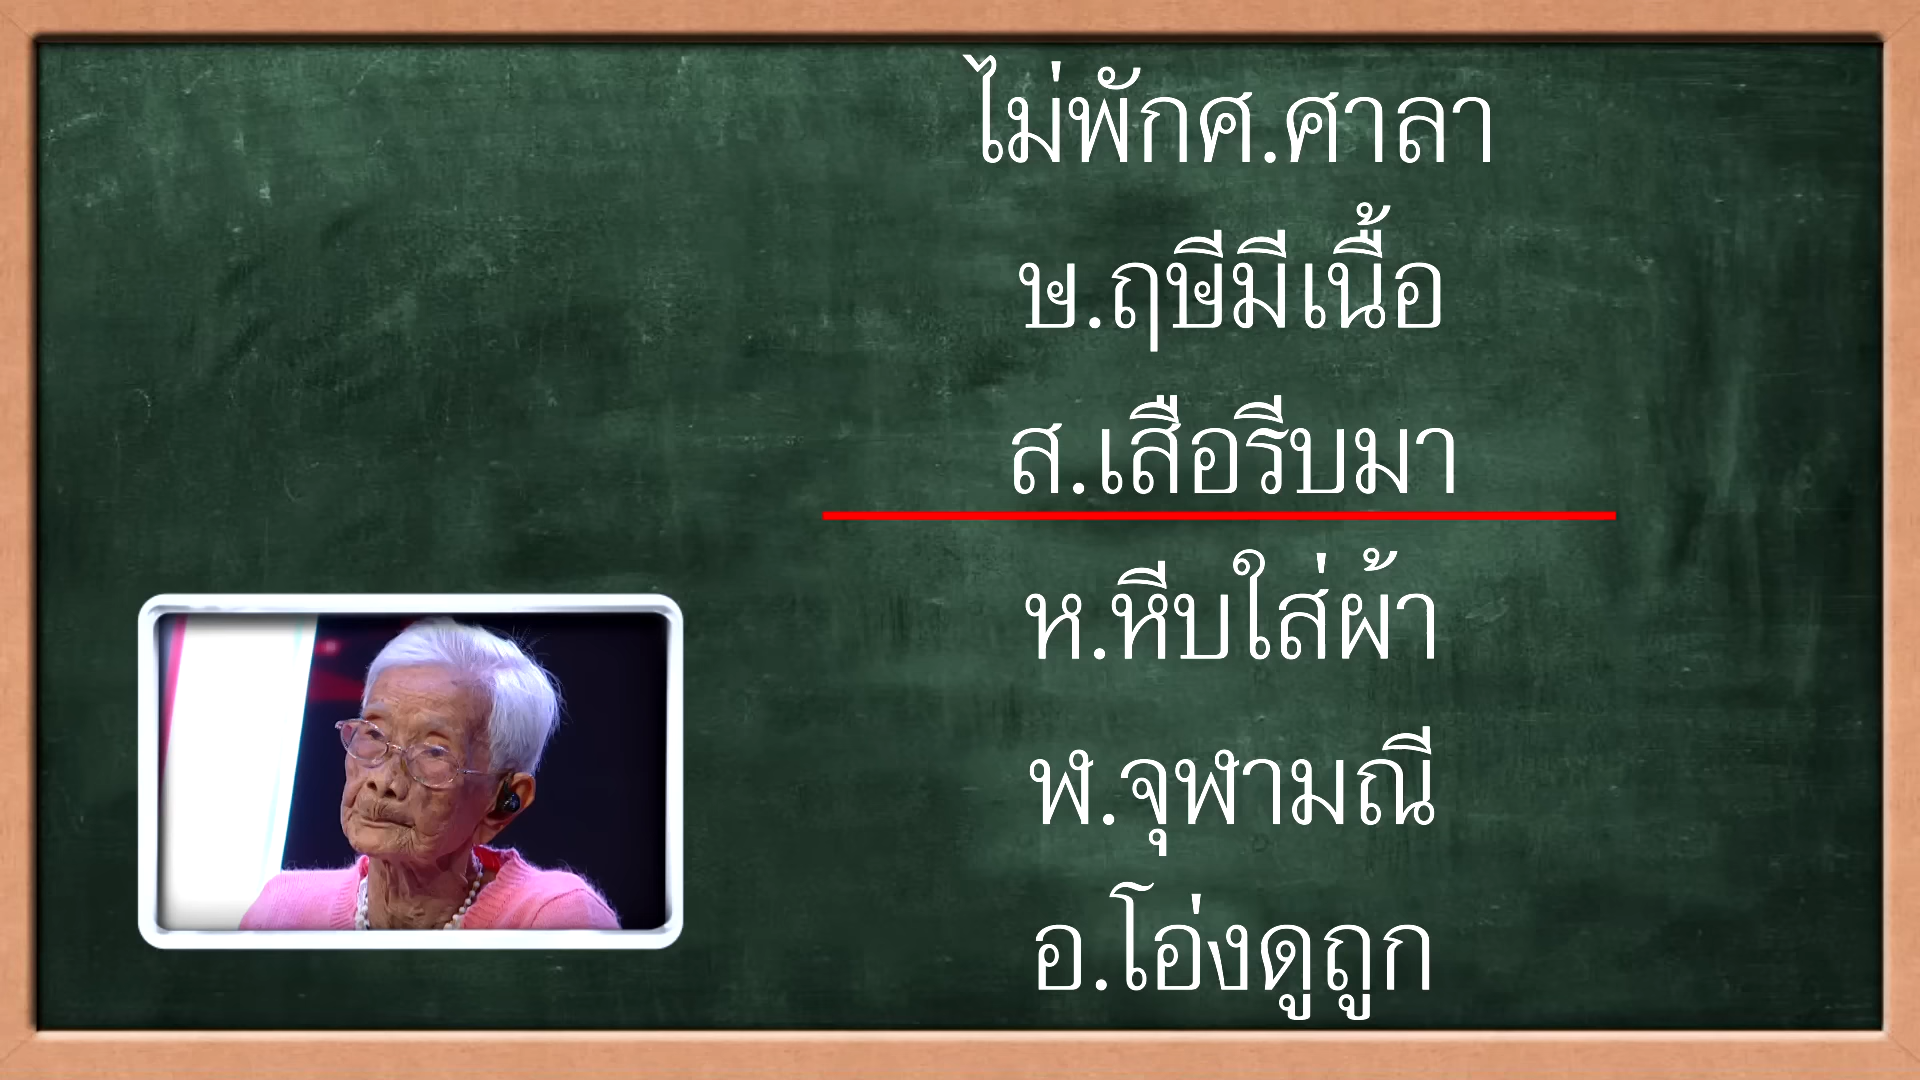 ไม่พักศ.ศาลา
ษ.ฤษีมีเนื้อ
ส.เสือรีบมา
ห.หีบใส่ผ้า
ฬ.จุฬามณี
อ.โอ่งดูถูก